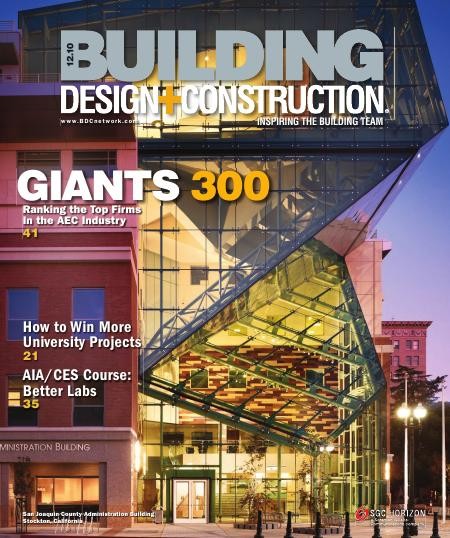 12.10
BUILDING
DESIGN+CONSTRUCTION®
www.BDCnetwork.com
INSPIRING THE BUILDING TEAM
GIANTS 300
Ranking the Top Firms
in the AEC Industry
41
How to Win More
University Projects
21
AIA/CES Course:
Better Labs
35
MINISTRATION BUILDING
San Joaquin County Administration Building
Stockton, California
SGC HORIZON